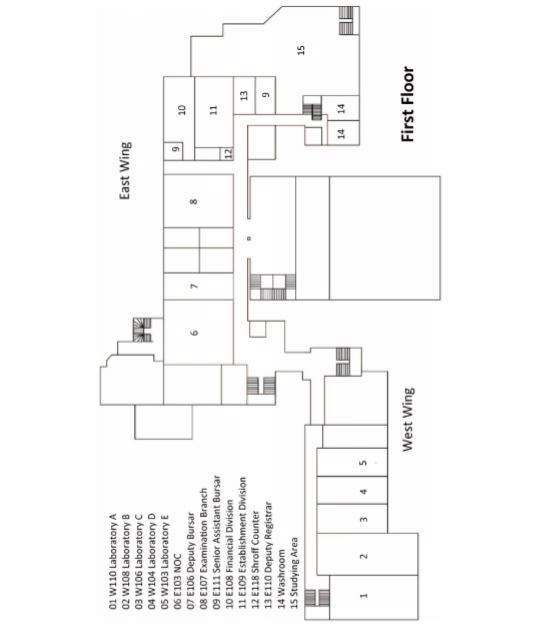 01 W110 Laboratory A
02 W108 Laboratory B
03 W106 Laboratory C
04 W104 Laboratory D
05 W103 Laboratory E
06 E103 NOC
07 E106 Deputy Bursar
08 E107 Examination Branch
09 E111 Senior Assistant Bursar
10 E108 Financial Division
11 E109 Establishment Division
12 E118 Shroff Counter
13 E110 Deputy Registrar
14 Washroom
15 Studying Area
East Wing
6 7 8 9 10
11
12
13
9
15
14 14
1 2 3 4 5
West Wing
First Floor